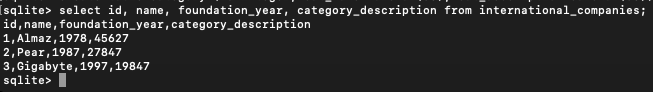 sqlite> select id, name, foundation_year, category_description from international_companies;
id,name,foundation_year,category_description
1,Almaz,1978,45627
2,Pear,1987,27847
3,Gigabyte,1997,19847
sqlite>